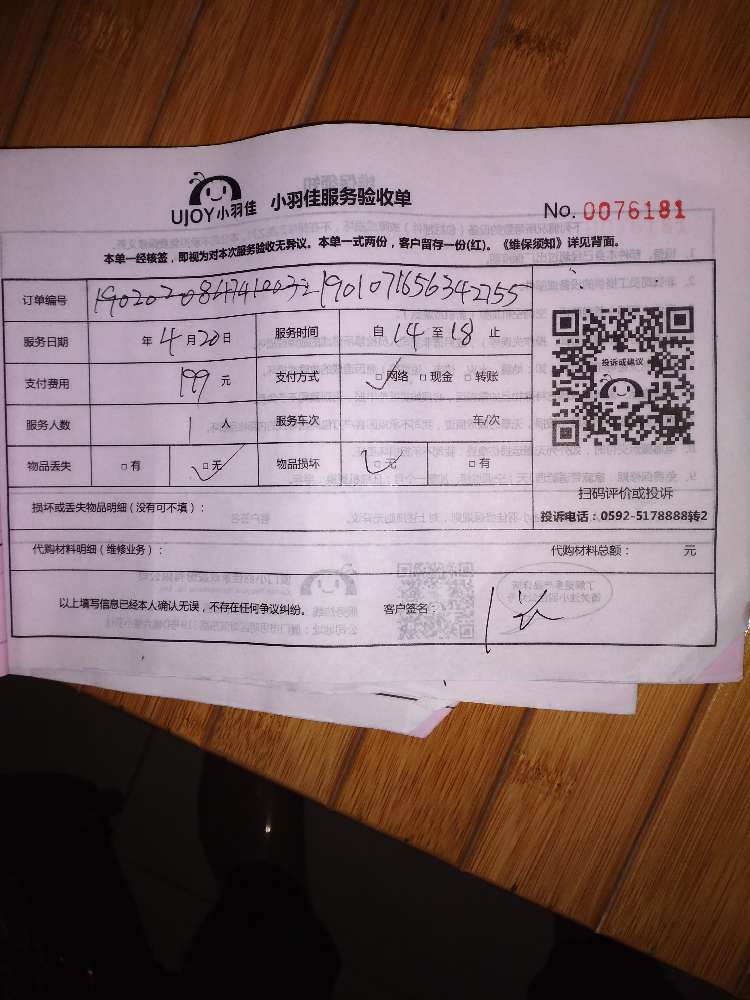 UJOY小羽佳 小羽佳服务验收单 No. 0076181
本单一经核签，即视为对本次服务验收无异议。本单一式两份，客户留存一份(红)。《维保须知》详见背面。
订单编号
服务日期 年4月20日 服务时间 自14至18止
支付费用 199元 支付方式 ☑网络 □现金 □转账
服务人数 1人 服务车次 车/次
物品丢失 □有 ☑无 物品损坏 ☑无 □有
投诉或建议
扫码评价或投诉
投诉电话：0592-5178888转2
损坏或丢失物品明细（没有可不填）：
代购材料明细（维修业务）： 代购材料总额： 元
以上填写信息已经本人确认无误，不存在任何争议纠纷。 客户签名：